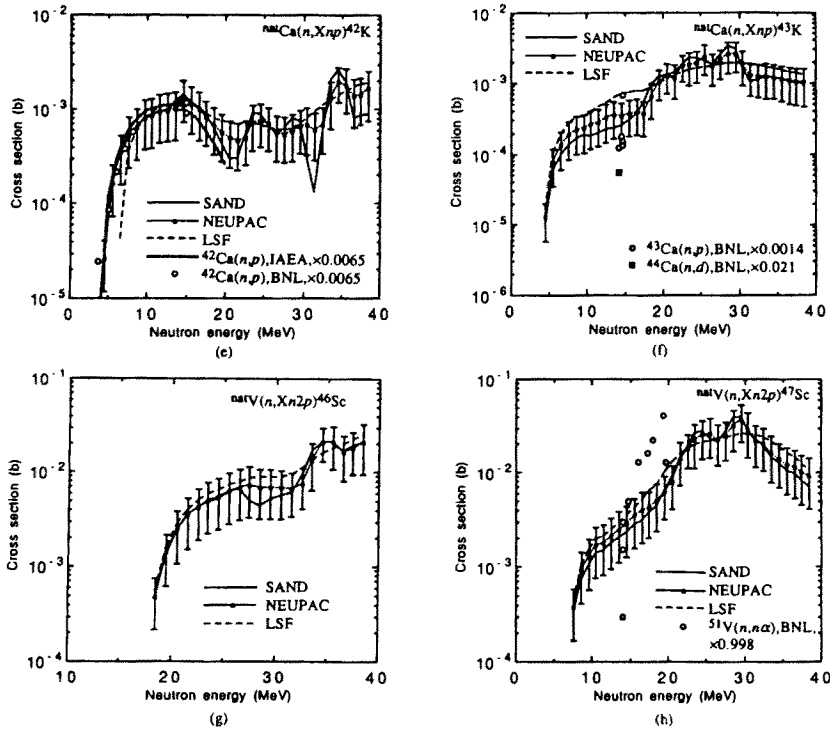 natCa(n,Xnp)42K
10-2
10-3
10-4
10-5
Cross section (b)
SAND
NEUPAC
LSF
42Ca(n,p),IAEA,×0.0065
42Ca(n,p),BNL,×0.0065
0 10 20 30 40
Neutron energy (MeV)
(e)
natCa(n,Xnp)43K
10-2
10-3
10-4
10-5
10-6
Cross section (b)
SAND
NEUPAC
LSF
43Ca(n,p),BNL,×0.0014
44Ca(n,d),BNL,×0.021
0 10 20 30 40
Neutron energy (MeV)
(f)
natV(n,Xn2p)46Sc
10-1
10-2
10-3
10-4
Cross section (b)
SAND
NEUPAC
LSF
10 20 30 40
Neutron energy (MeV)
(g)
natV(n,Xn2p)47Sc
10-1
10-2
10-3
10-4
Cross section (b)
SAND
NEUPAC
LSF
51V(n,nα),BNL,
×0.998
0 10 20 30 40
Neutron energy (MeV)
(h)